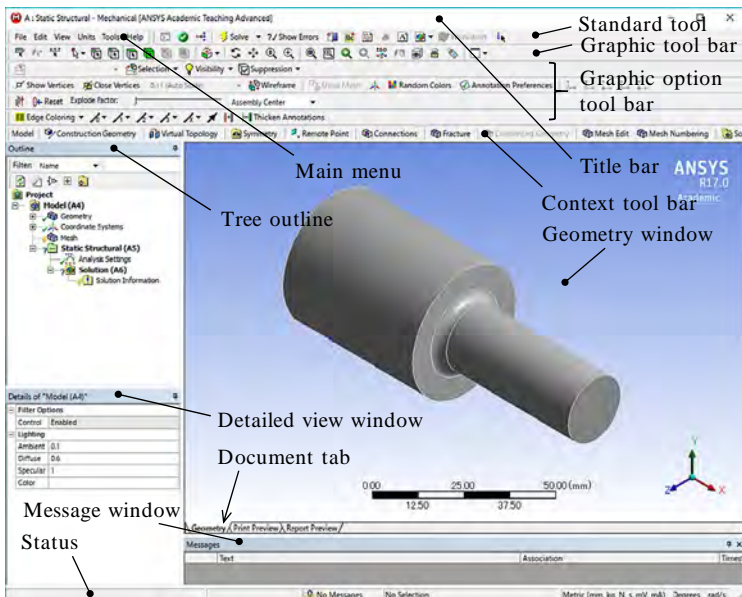 A : Static Structural - Mechanical [ANSYS Academic Teaching Advanced]
File Edit View Units Tools Help Solve ?/ Show Errors
Standard tool
Graphic tool bar
Selection Visibility Suppression
Graphic option
tool bar
Show Vertices Close Vertices Wireframe Random Colors Annotation Preferences
Reset Explode Factor: Assembly Center
Edge Coloring Thicken Annotations
Model Construction Geometry Virtual Topology Symmetry Remote Point Connections Fracture Mesh Edit Mesh Numbering So
Outline
Filter: Name
Main menu
Title bar
ANSYS
R17.0
Academic
Project
Model (A4)
Geometry
Coordinate Systems
Mesh
Static Structural (A5)
Analysis Settings
Solution (A6)
Solution Information
Tree outline
Context tool bar
Geometry window
Details of "Model (A4)"
Filter Options
Control Enabled
Lighting
Ambient 0.1
Diffuse 0.6
Specular 1
Color
Detailed view window
Document tab
Y
Z X
0.00 25.00 50.00 (mm)
12.50 37.50
Message window
Geometry Print Preview Report Preview
Status
Messages
Text Association Times
No Messages No Selection Metric (mm, kg, N, s, mV, mA) Degrees rad/s